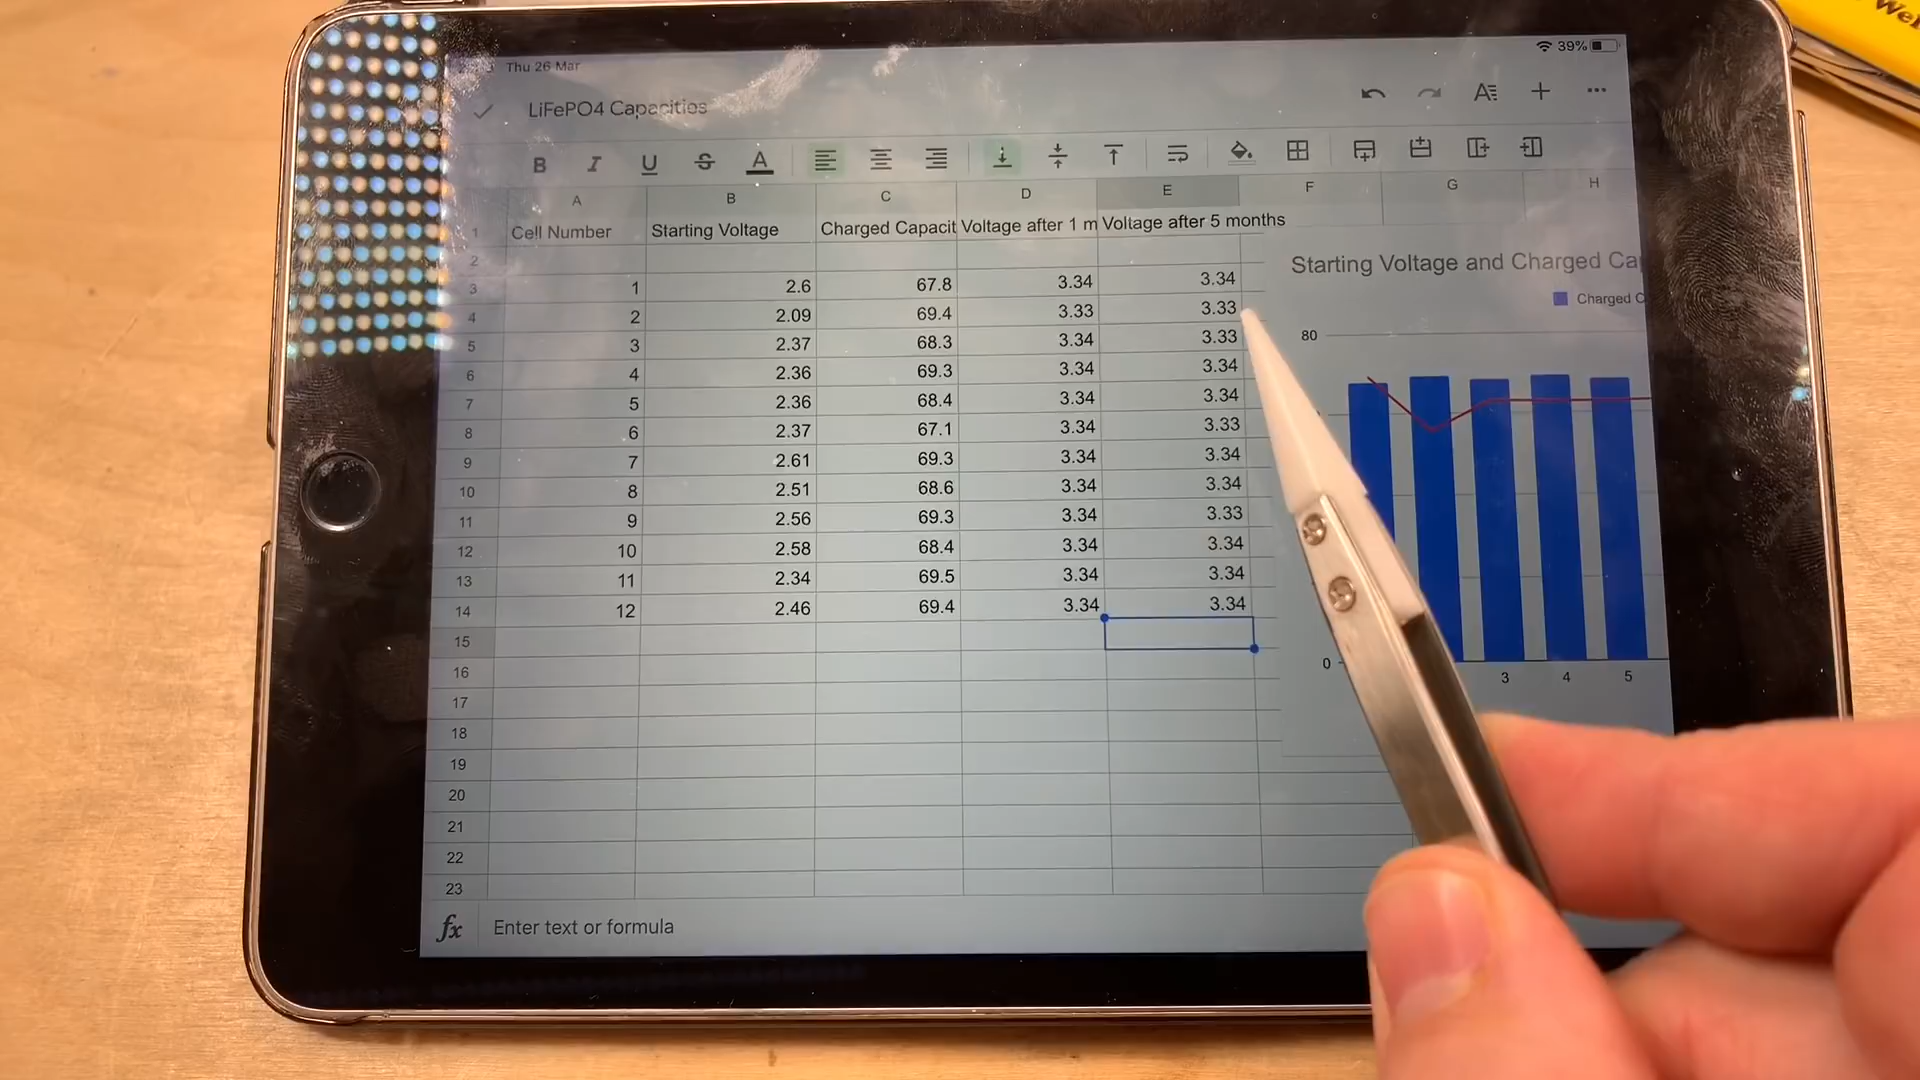 Wel
39%
Thu 26 Mar
LiFePO4 Capacities
B I U S A
A B C D E F G H
1 Cell Number Starting Voltage Charged Capacit Voltage after 1 m Voltage after 5 months
2
3 1 2.6 67.8 3.34 3.34
4 2 2.09 69.4 3.33 3.33
5 3 2.37 68.3 3.34 3.33
6 4 2.36 69.3 3.34 3.34
7 5 2.36 68.4 3.34 3.34
8 6 2.37 67.1 3.34 3.33
9 7 2.61 69.3 3.34 3.34
10 8 2.51 68.6 3.34 3.34
11 9 2.56 69.3 3.34 3.33
12 10 2.58 68.4 3.34 3.34
13 11 2.34 69.5 3.34 3.34
14 12 2.46 69.4 3.34 3.34
15
16
17
18
19
20
21
22
23
Starting Voltage and Charged Ca
Charged C
80
0
3 4 5
fx Enter text or formula